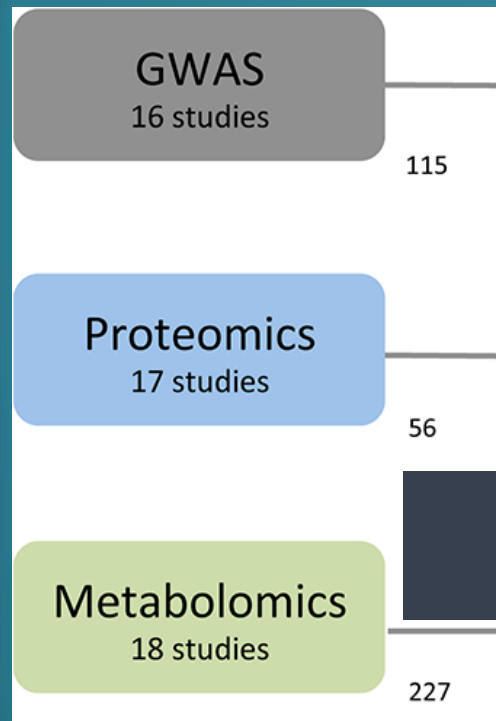 GWAS
16 studies
115
Proteomics
17 studies
56
Metabolomics
18 studies
227